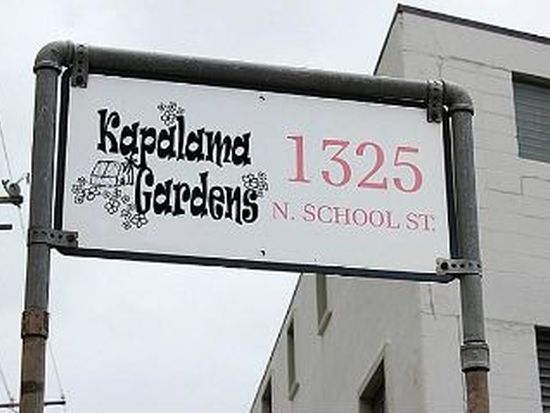 Kapalama
Gardens
1325
N. SCHOOL ST.